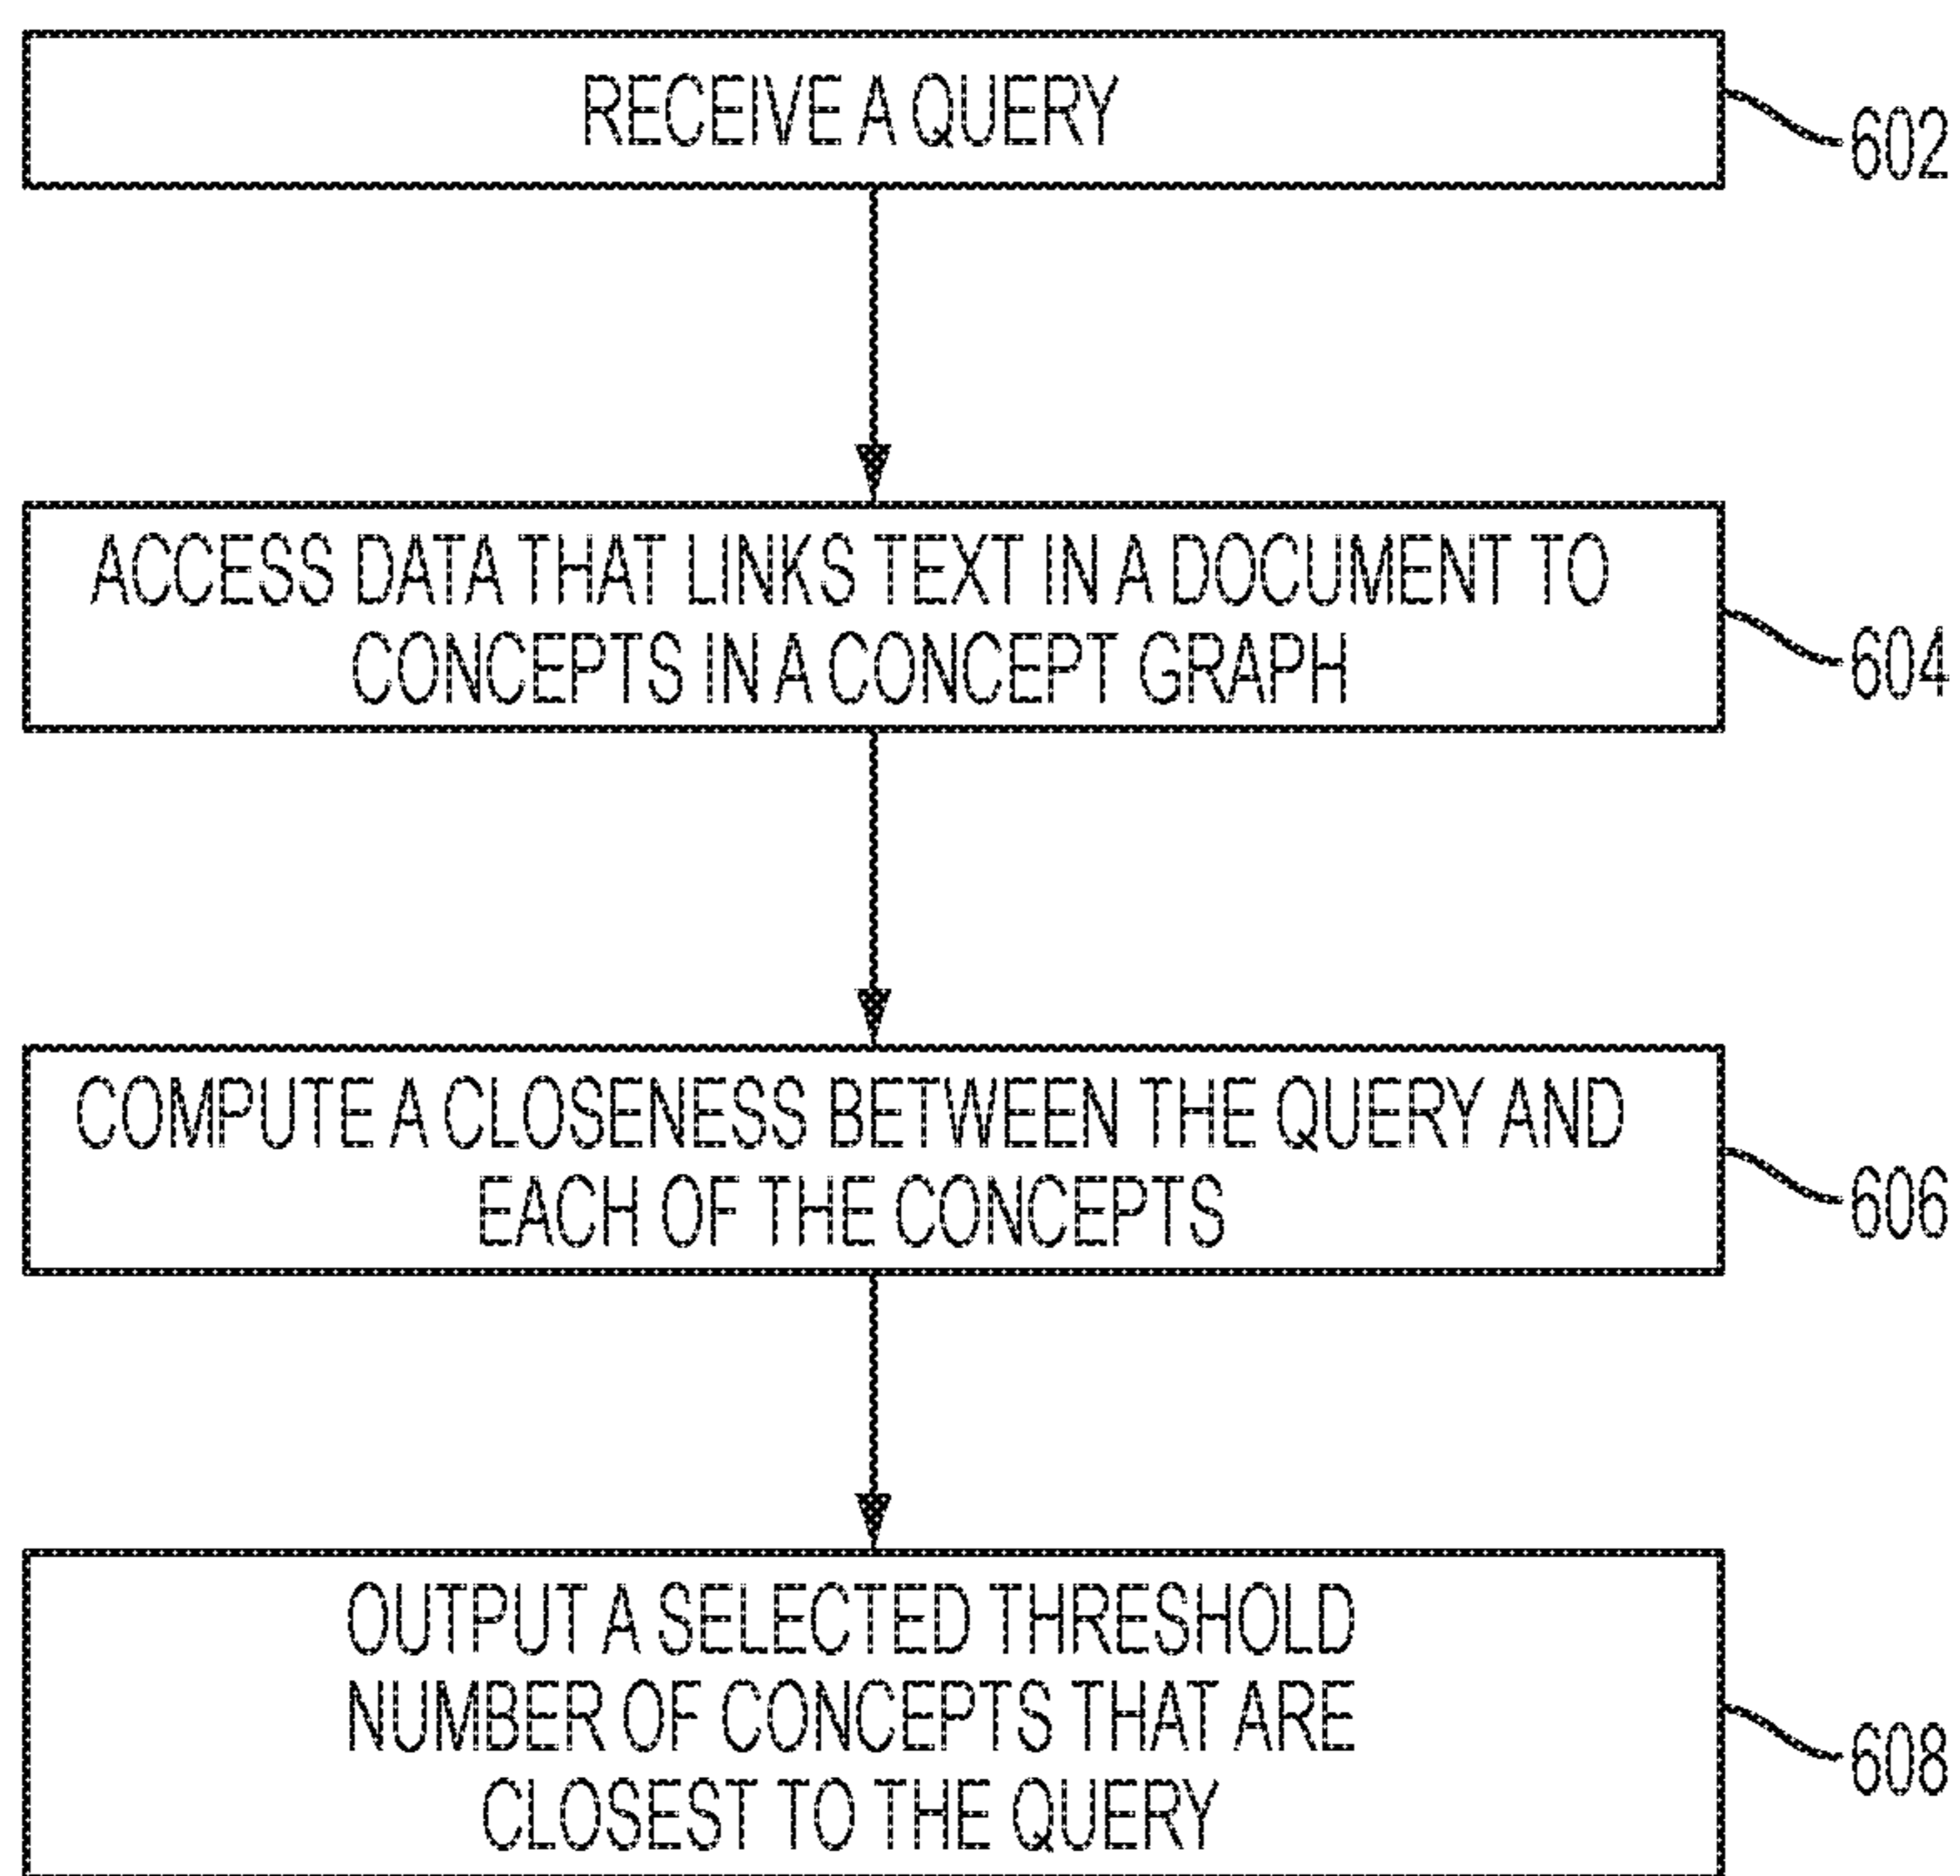 RECEIVE A QUERY
602
ACCESS DATA THAT LINKS TEXT IN A DOCUMENT TO
CONCEPTS IN A CONCEPT GRAPH
604
COMPUTE A CLOSENESS BETWEEN THE QUERY AND
EACH OF THE CONCEPTS
606
OUTPUT A SELECTED THRESHOLD
NUMBER OF CONCEPTS THAT ARE
CLOSEST TO THE QUERY
608